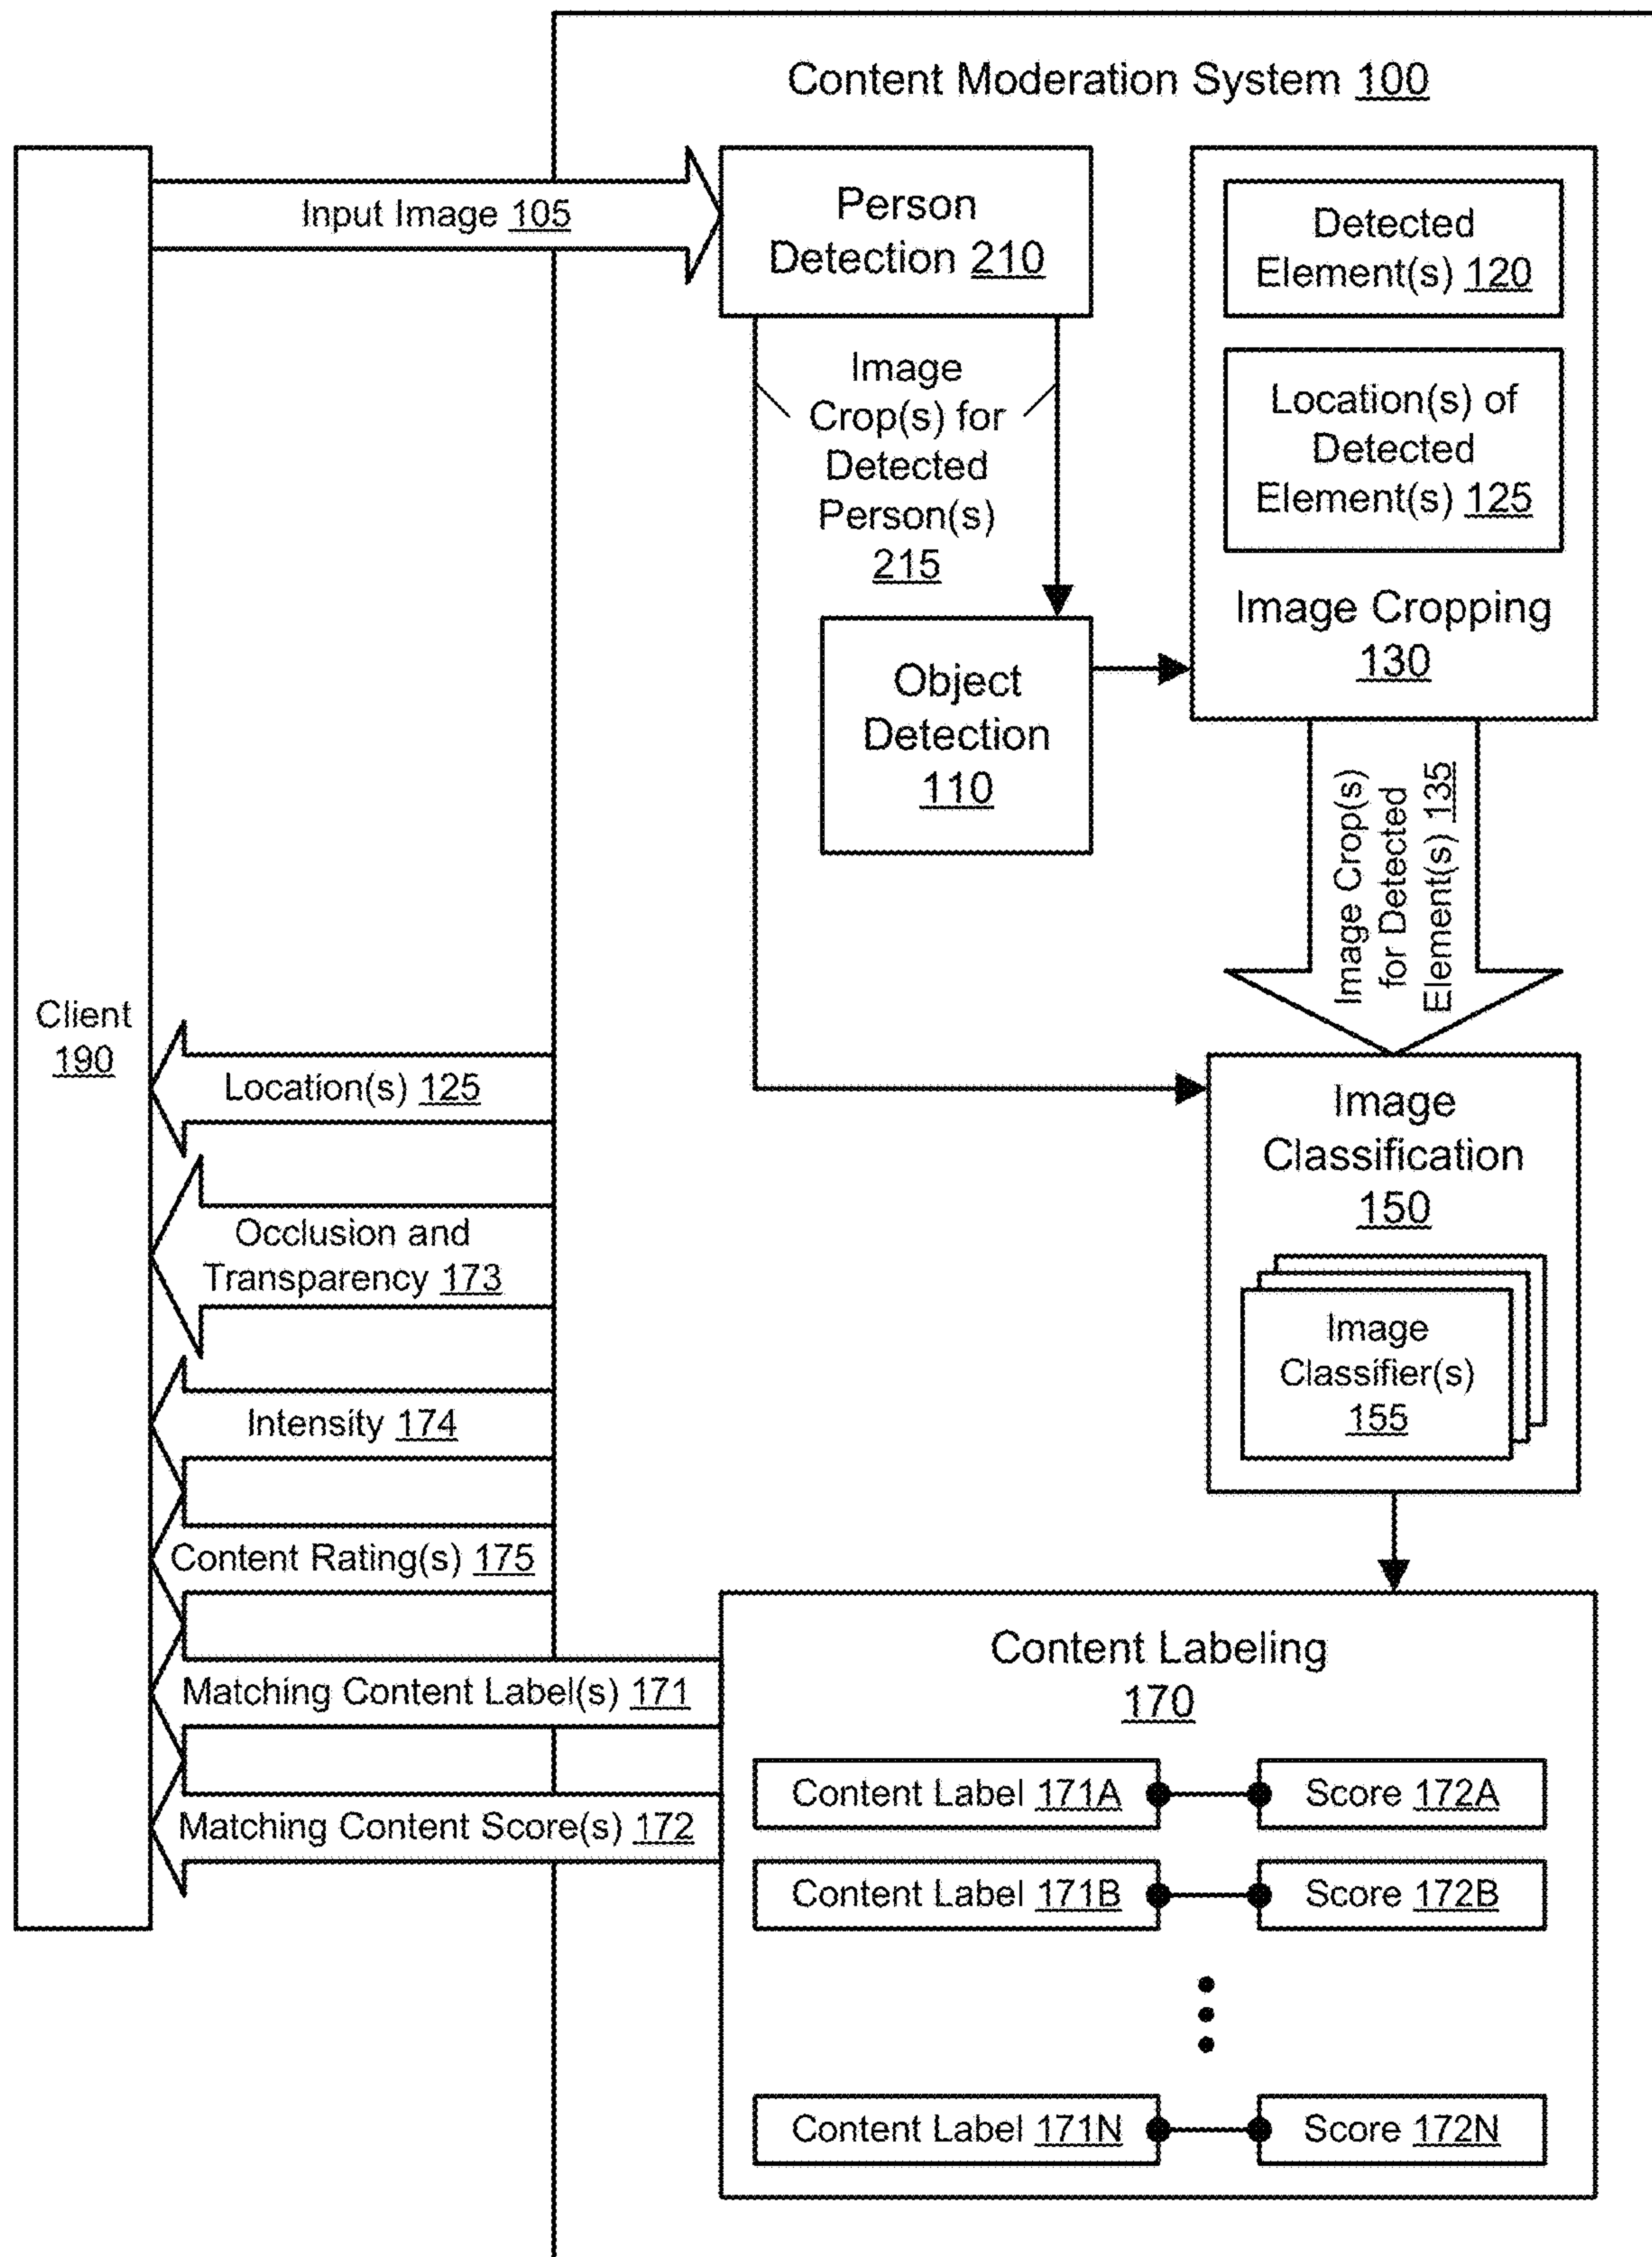 Content Moderation System 100
Input Image 105
Person
Detection 210
Detected
Element(s) 120
Location(s) of
Detected
Element(s) 125
Image Cropping
130
Image
Crop(s) for
Detected
Person(s)
215
Object
Detection
110
Image Crop(s)
for Detected
Element(s) 135
Client
190
Location(s) 125
Occlusion and
Transparency 173
Intensity 174
Content Rating(s) 175
Matching Content Label(s) 171
Matching Content Score(s) 172
Image
Classification
150
Image
Classifier(s)
155
Content Labeling
170
Content Label 171A
Score 172A
Content Label 171B
Score 172B
Content Label 171N
Score 172N